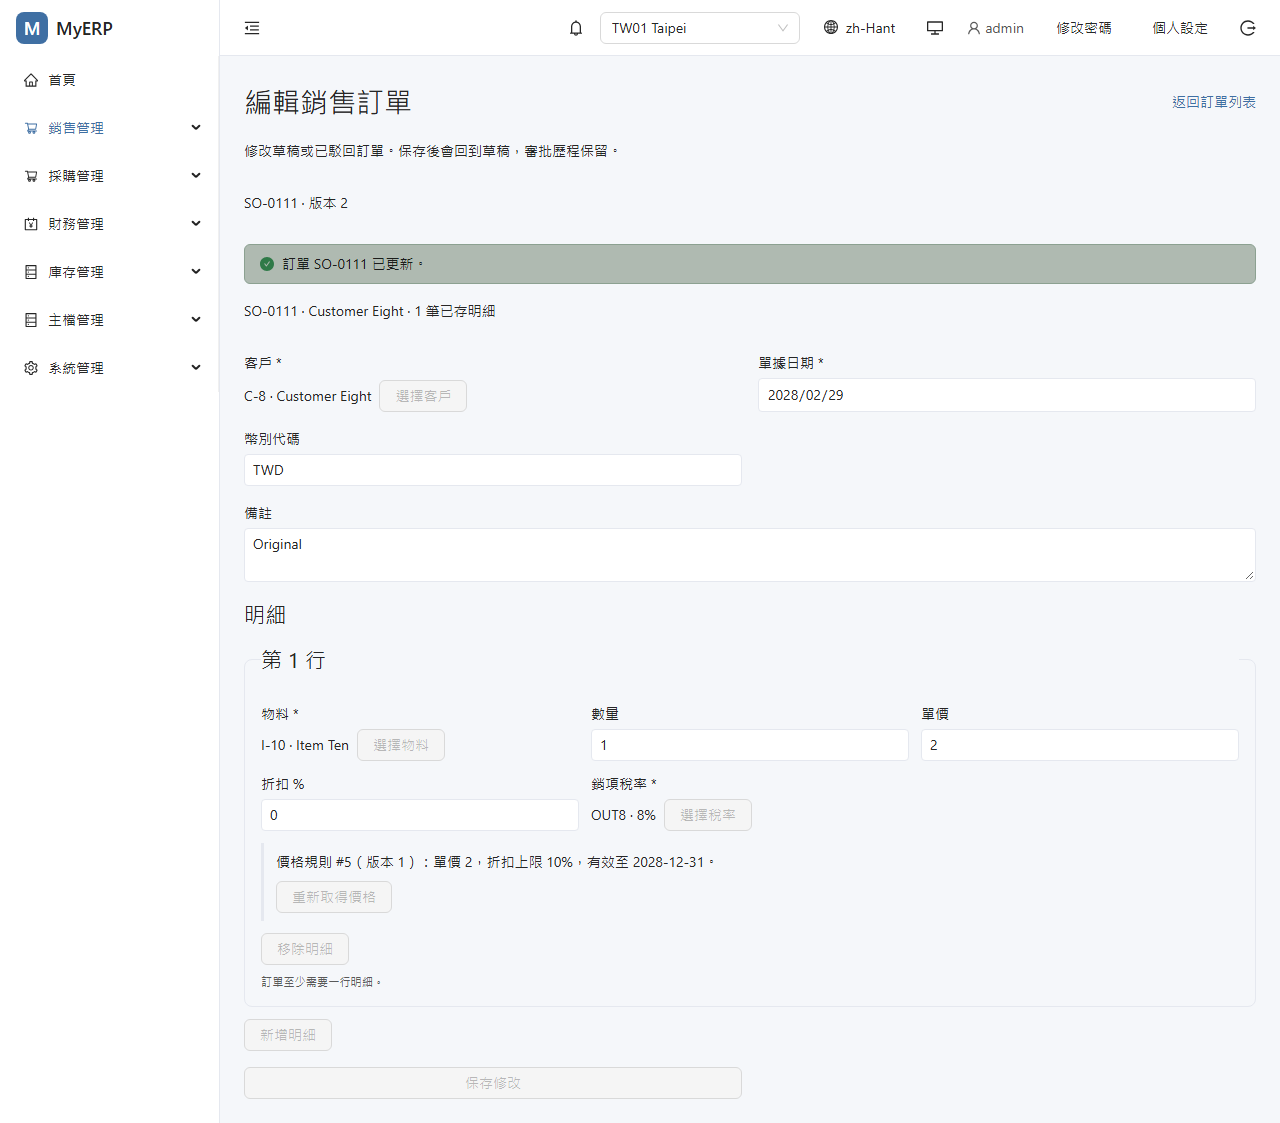 M MyERP
TW01 Taipei
zh-Hant
admin
修改密碼
個人設定
首頁
銷售管理
採購管理
財務管理
庫存管理
主檔管理
系統管理
編輯銷售訂單
返回訂單列表
修改草稿或已駁回訂單。保存後會回到草稿，審批歷程保留。
SO-0111 · 版本 2
訂單 SO-0111 已更新。
SO-0111 · Customer Eight · 1 筆已存明細
客戶 *
單據日期 *
C-8 · Customer Eight
選擇客戶
2028/02/29
幣別代碼
TWD
備註
Original
明細
第 1 行
物料 *
數量
單價
I-10 · Item Ten
選擇物料
1
2
折扣 %
銷項稅率 *
0
OUT8 · 8%
選擇稅率
價格規則 #5（版本 1）：單價 2，折扣上限 10%，有效至 2028-12-31。
重新取得價格
移除明細
訂單至少需要一行明細。
新增明細
保存修改